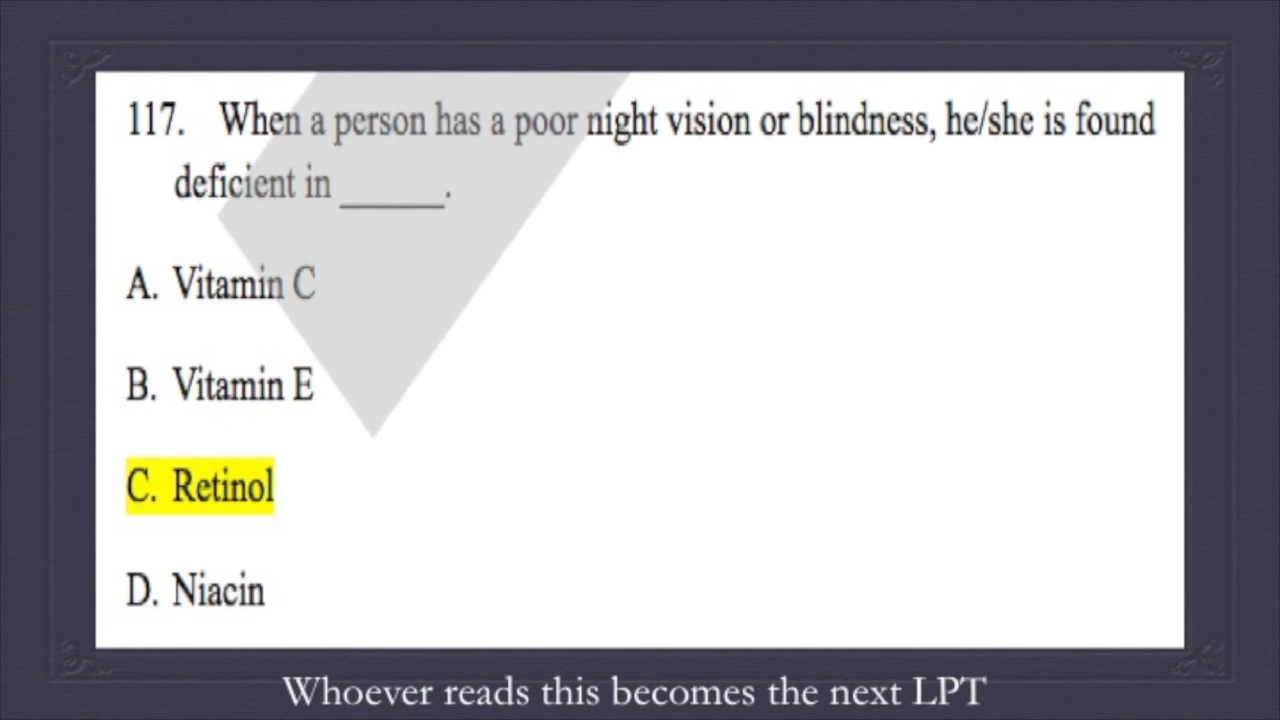 117. When a person has a poor night vision or blindness, he/she is found
deficient in ______.
A. Vitamin C
B. Vitamin E
C. Retinol
D. Niacin
Whoever reads this becomes the next LPT